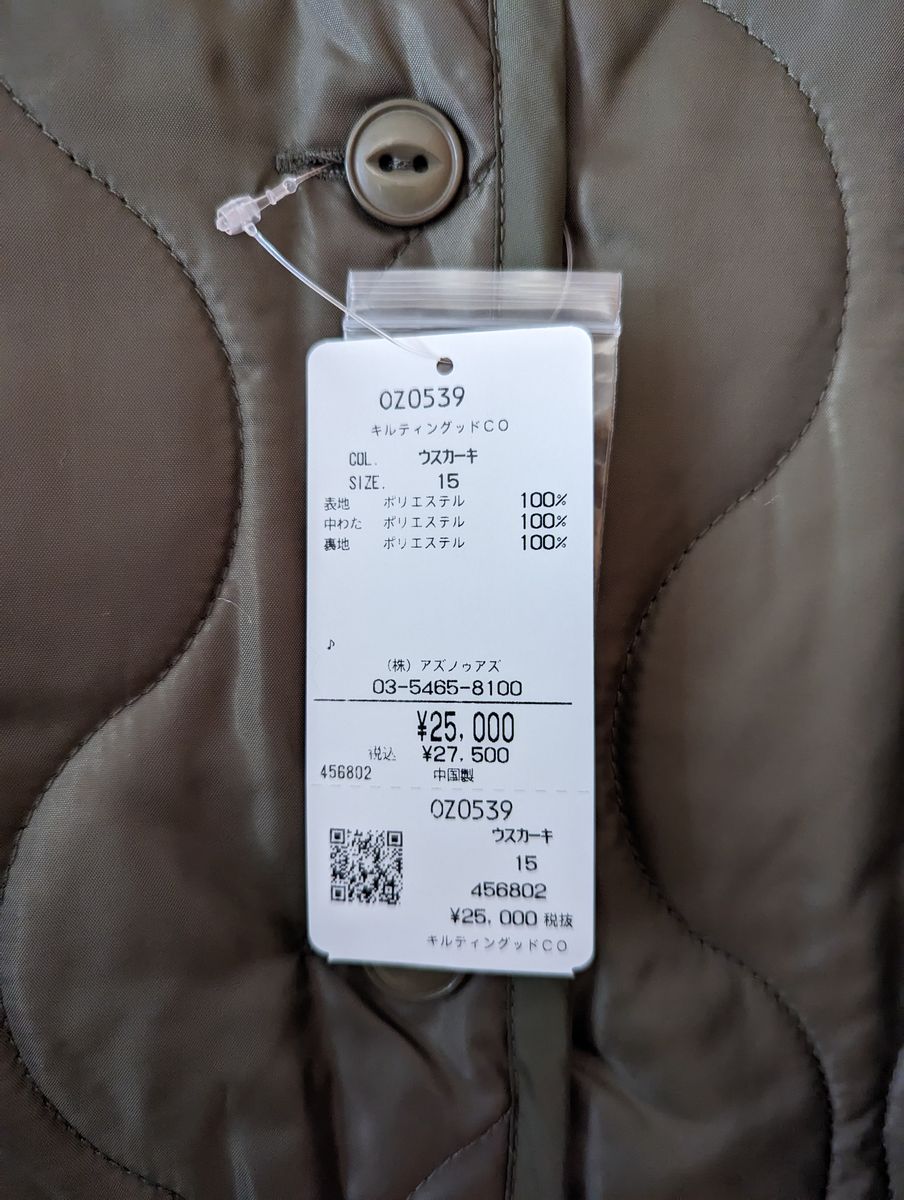 OZ0539
キルティングッドCO
COL. ウスカーキ
SIZE. 15
表地 ポリエステル 100%
中わた ポリエステル 100%
裏地 ポリエステル 100%
♪
(株) アズノゥアズ
03-5465-8100
¥25,000
税込 ¥27,500
456802 中国製
OZ0539
ウスカーキ
15
456802
¥25,000 税抜
キルティングッドCO